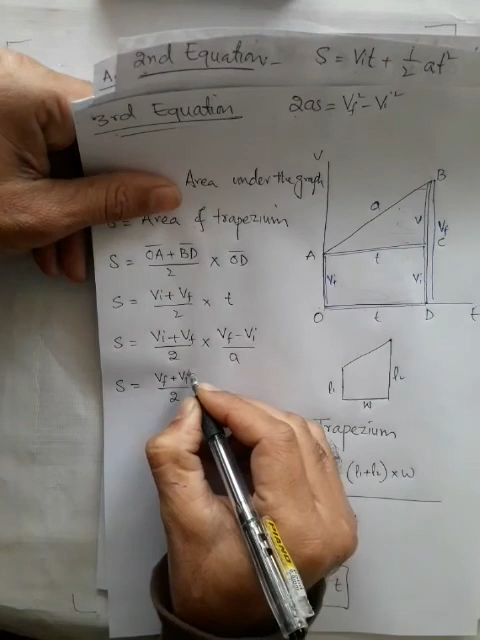 A. 2nd Equation - S = Vit + 1/2 at²
3rd Equation 2as = Vf² - Vi²
Area under the graph
= Area of trapezium
S = (OA + BD)/2 × OD
S = (Vi + Vf)/2 × t
S = (Vi + Vf)/2 × (Vf - Vi)/a
S = (Vf + Vi)/2
V
B
a
V
Vf
A
t
C
Vi
Vi
O
t
D
t
l1
l2
W
Trapezium
(l1+l2) × W
t
PIANO